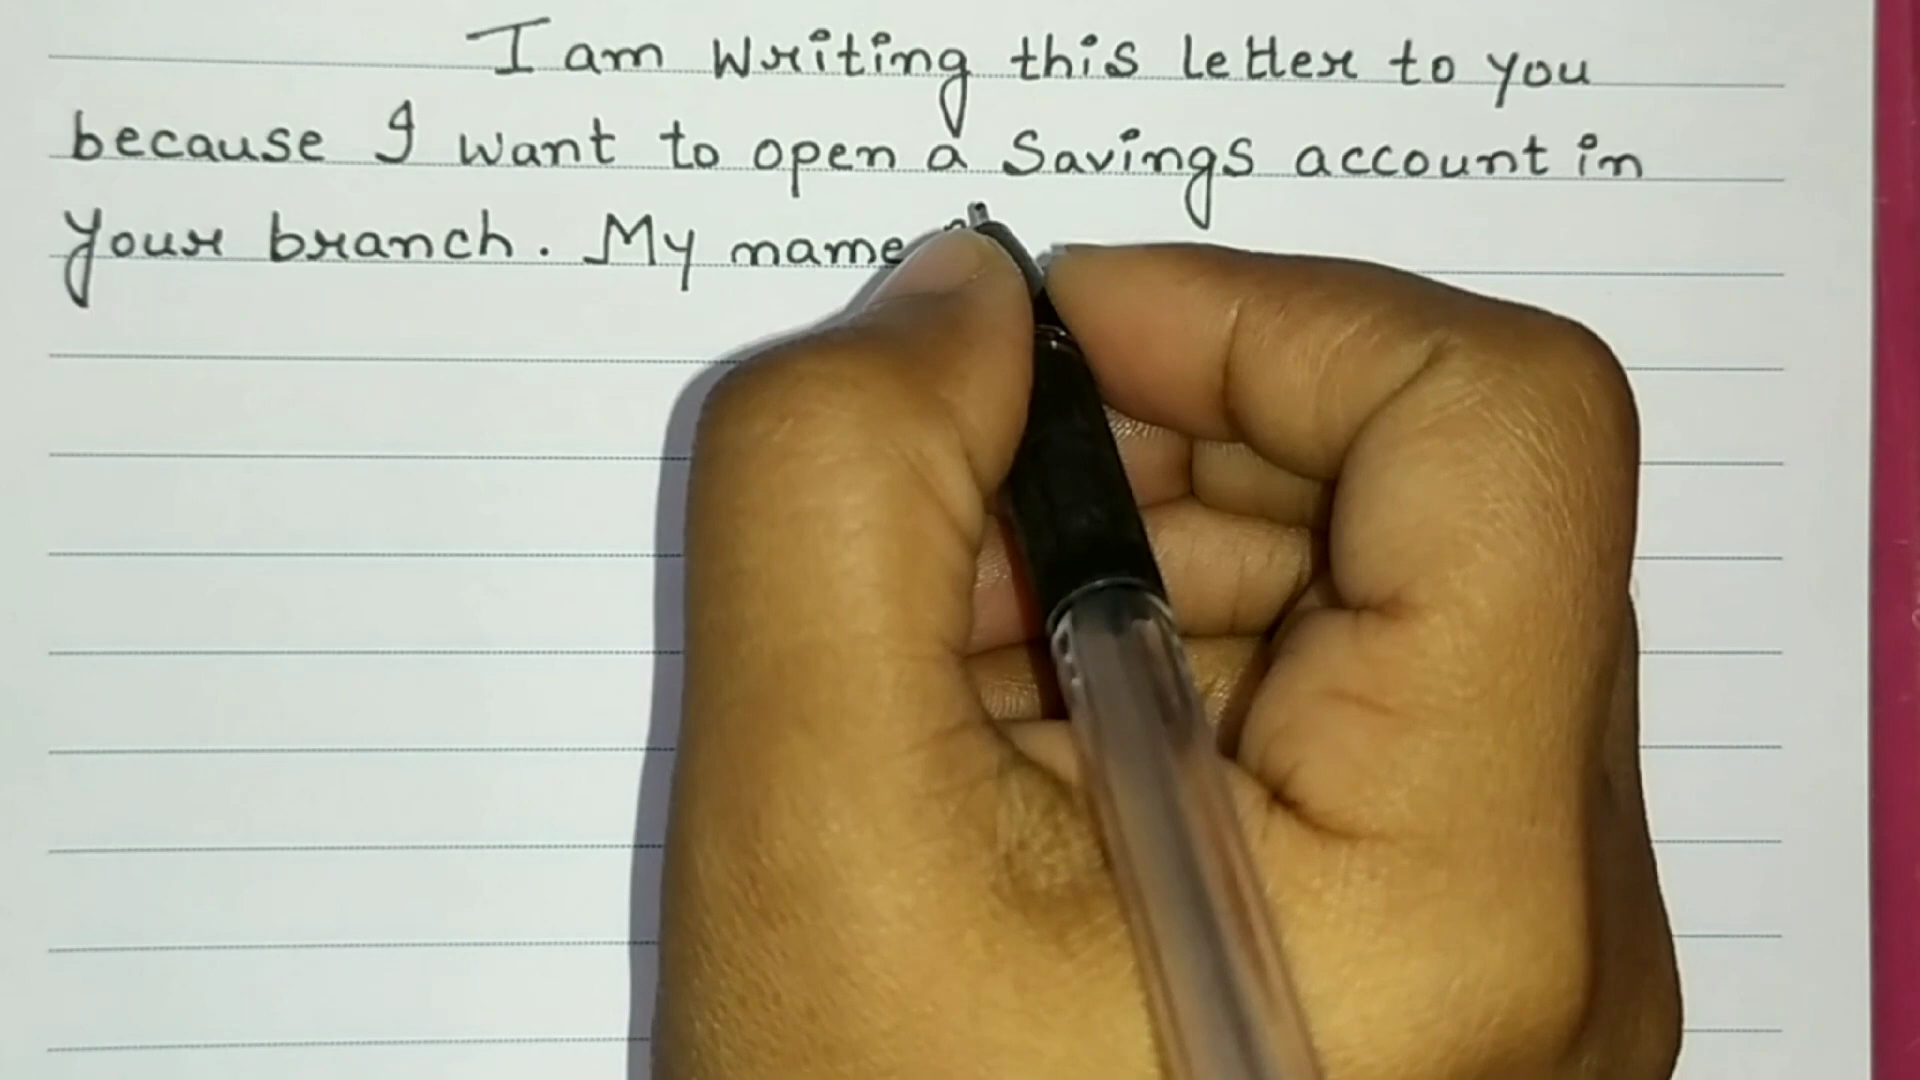 I am writing this letter to you
because I want to open a Savings account in
your branch. My name